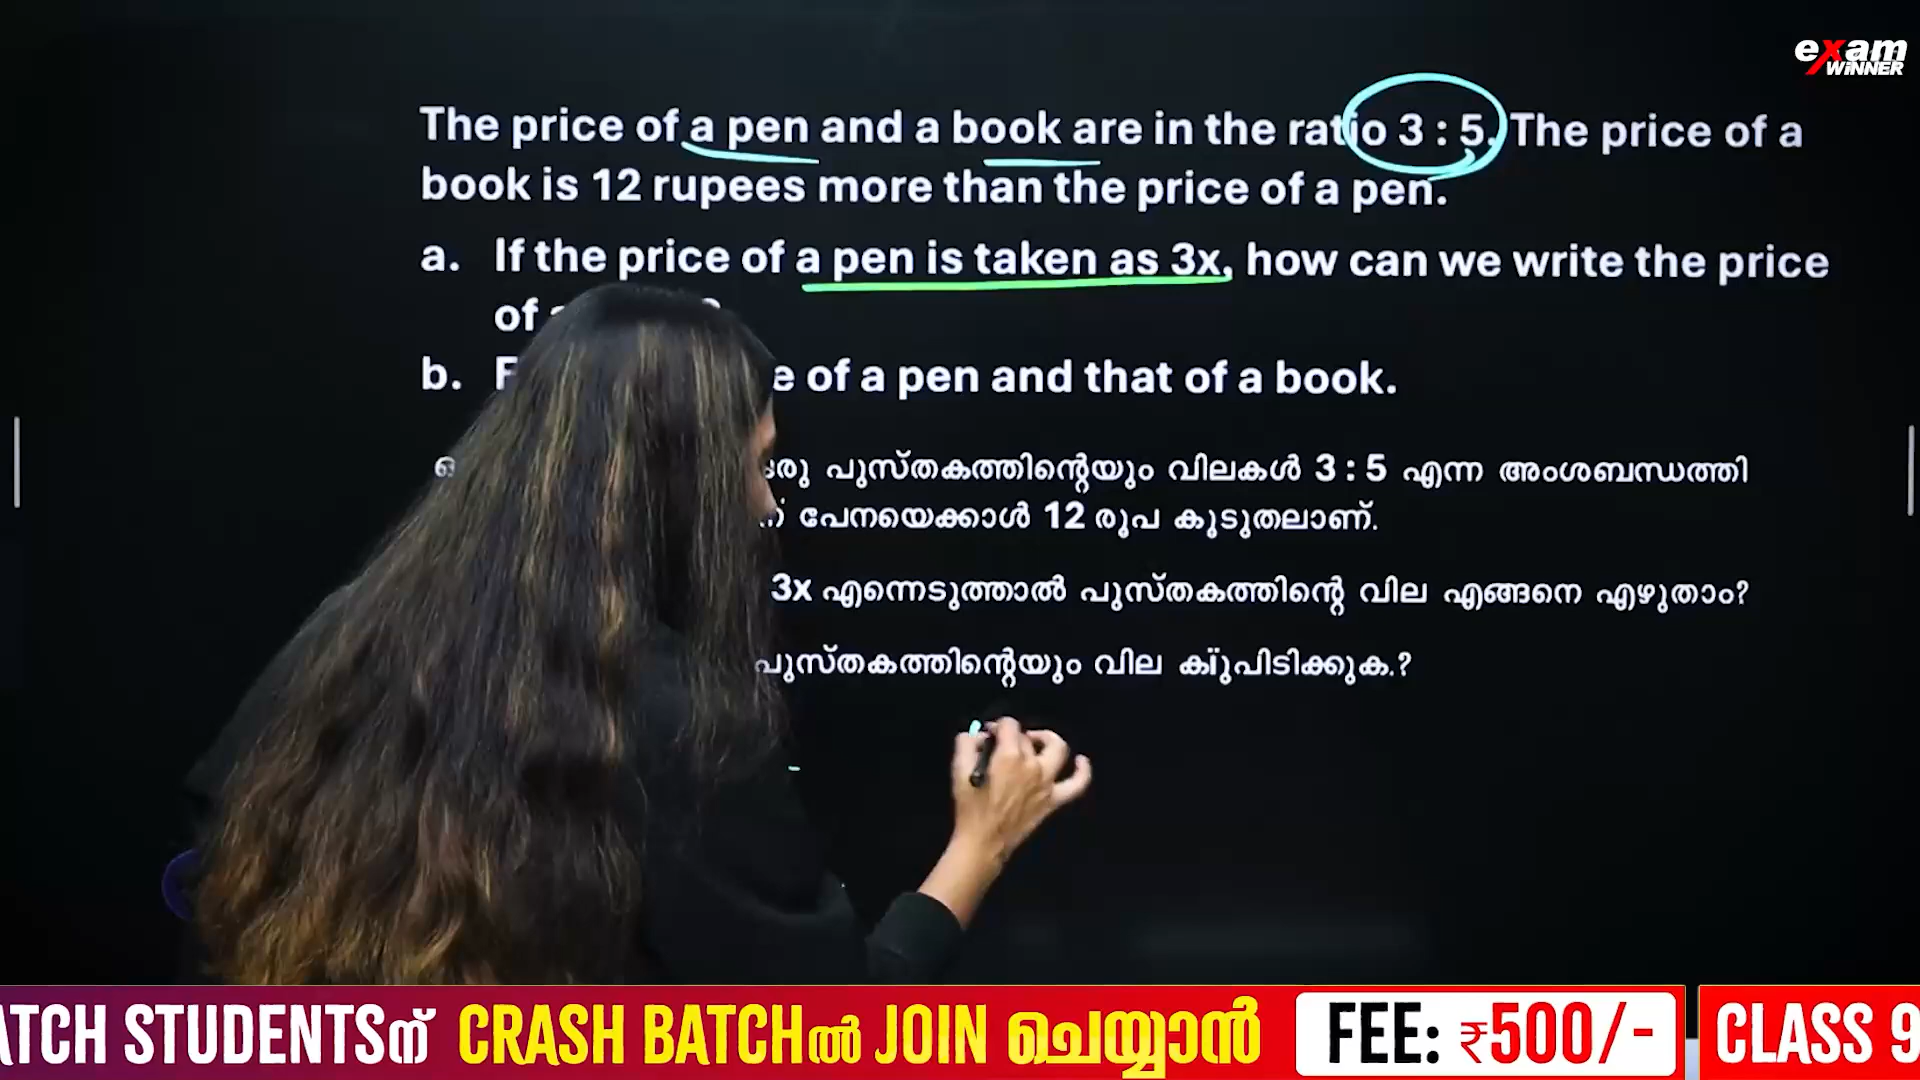 exam
WINNER
The price of a pen and a book are in the ratio 3 : 5. The price of a
book is 12 rupees more than the price of a pen.
a. If the price of a pen is taken as 3x, how can we write the price
of
b. of a pen and that of a book.
പുസ്തകത്തിന്റെയും വിലകൾ 3 : 5 എന്ന അംശബന്ധത്തി
പേനയെക്കാൾ 12 രുപ കൂടുതലാണ്.
3x എന്നെടുത്താൽ പുസ്തകത്തിന്റെ വില എങ്ങനെ എഴുതാം?
പുസ്തകത്തിന്റെയും വില
ATCH STUDENTSന് CRASH BATCHൽ JOIN ചെയ്യാൻ FEE: ₹500/- CLASS 9